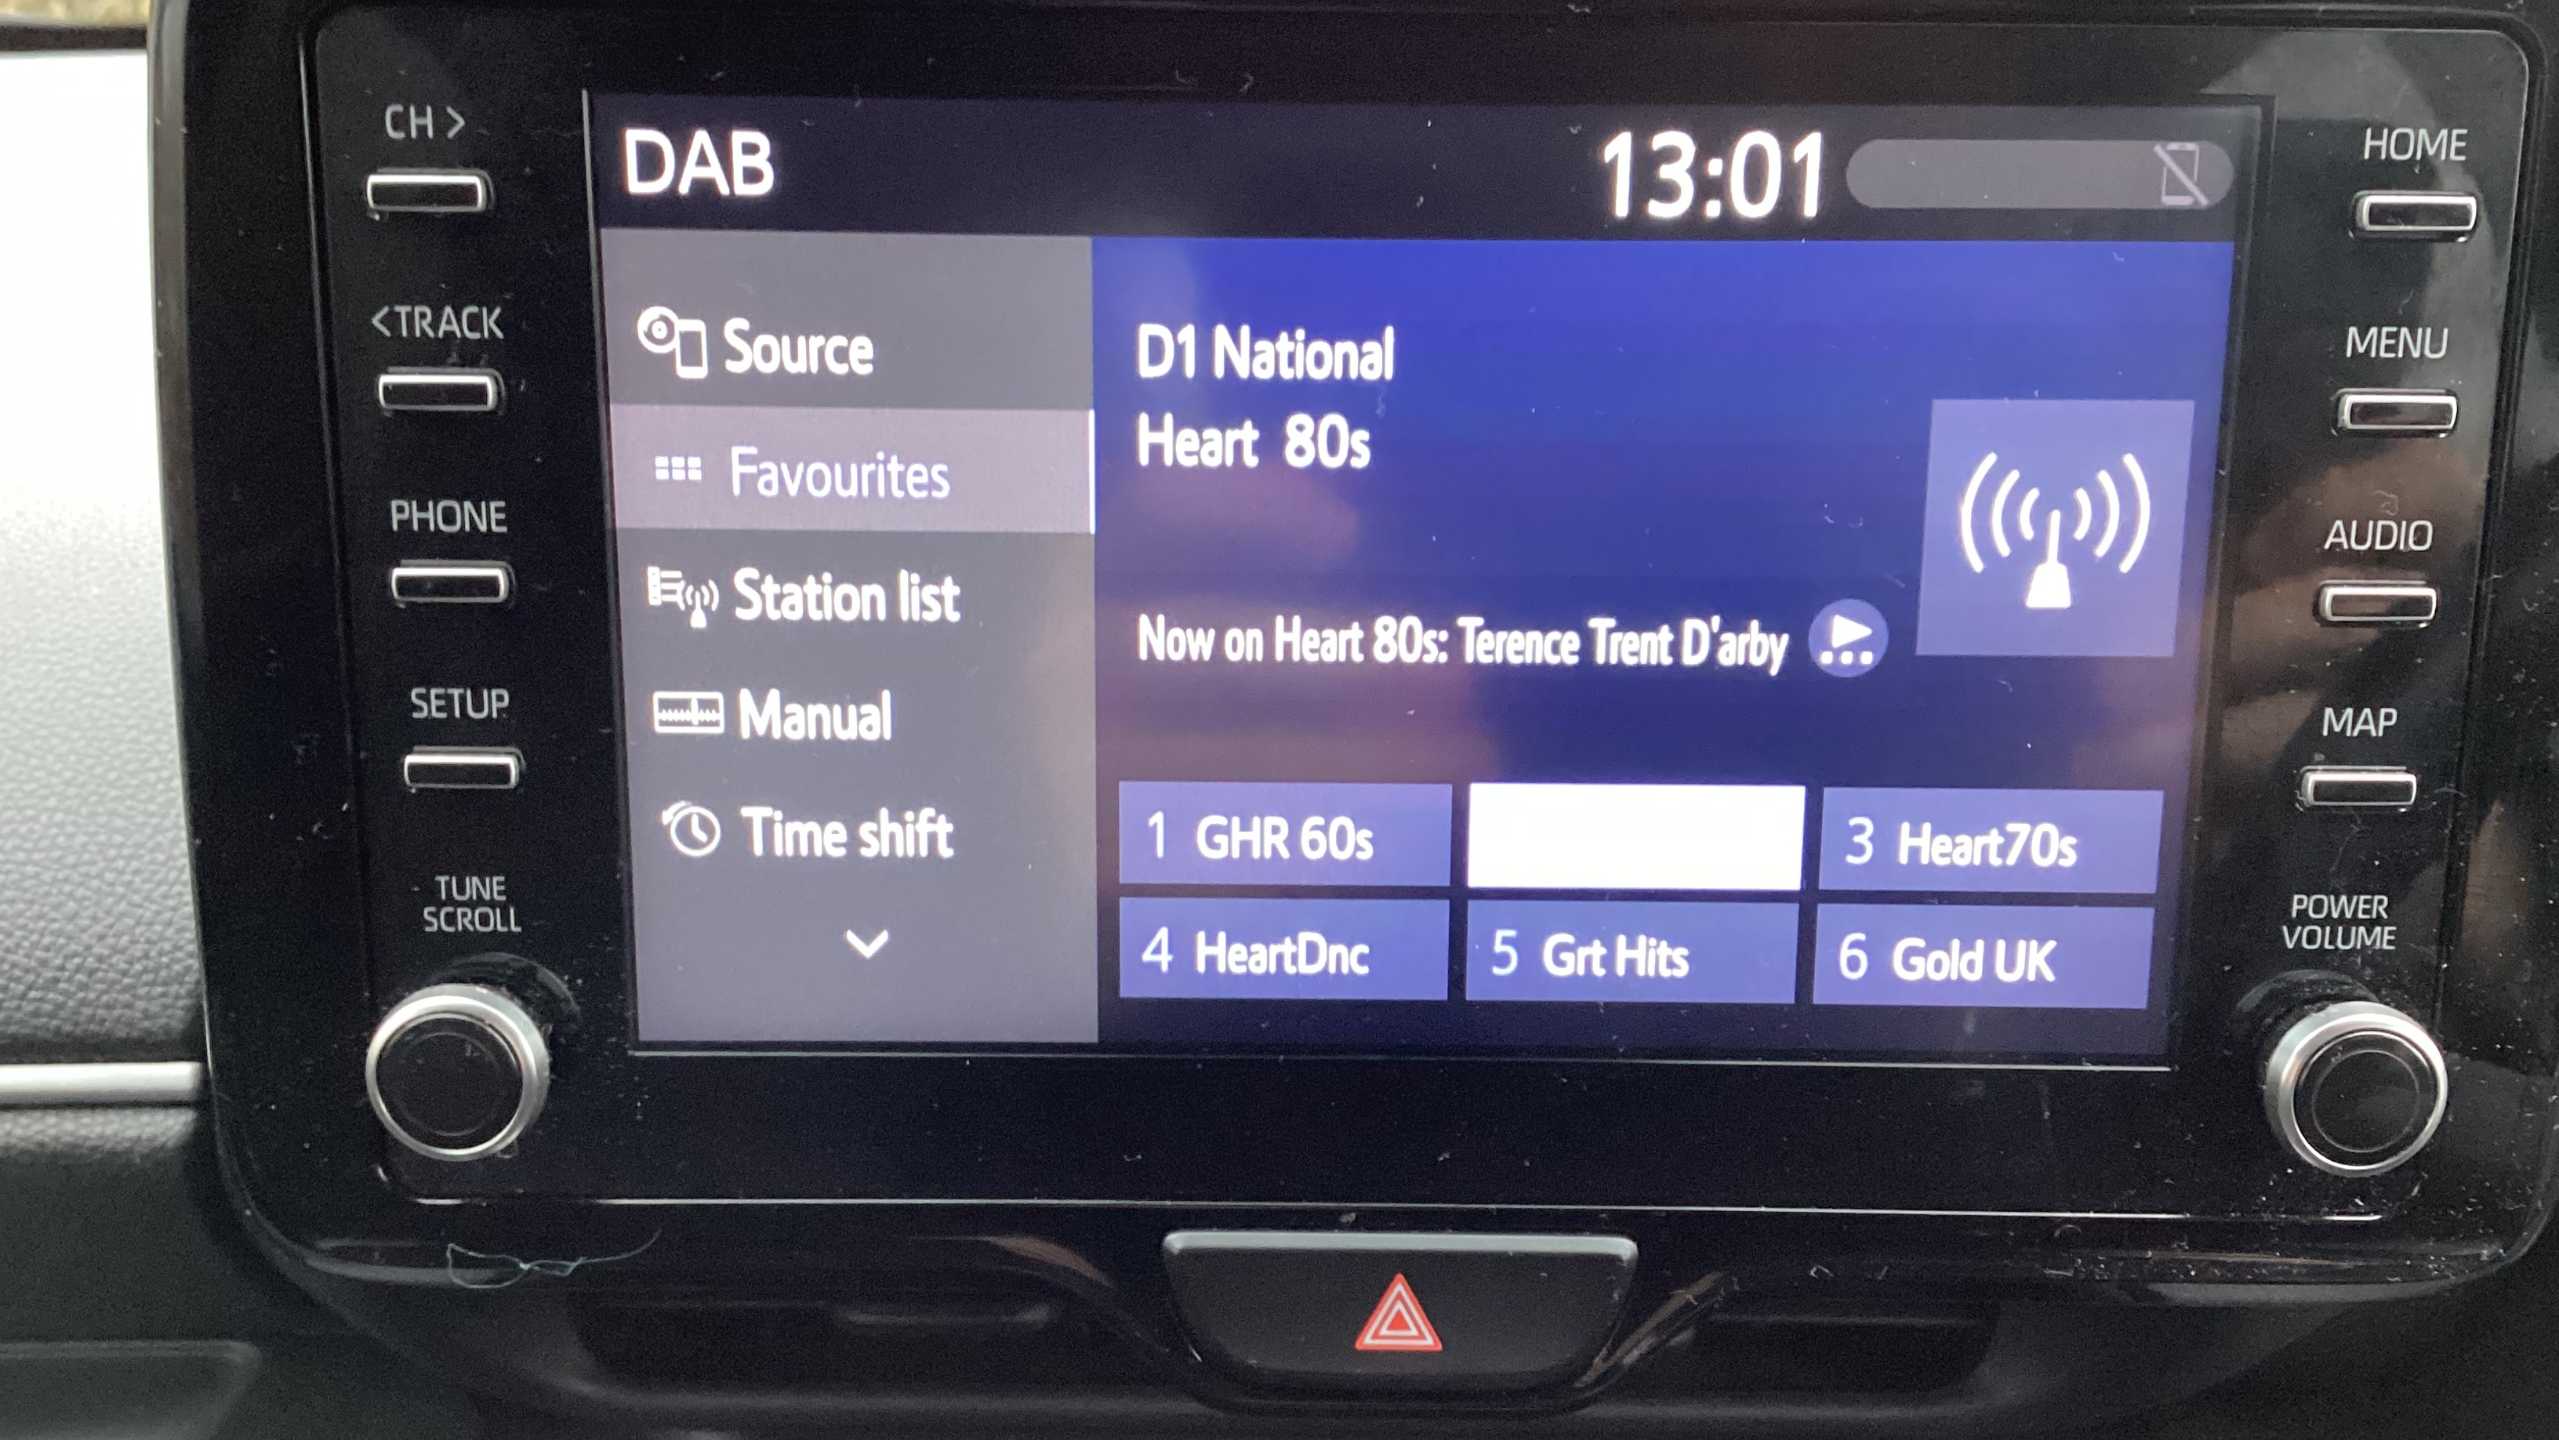 CH >
<TRACK
PHONE
SETUP
TUNE
SCROLL
DAB
13:01
Source
Favourites
Station list
Manual
Time shift
D1 National
Heart 80s
Now on Heart 80s: Terence Trent D'arby
1 GHR 60s
3 Heart70s
4 HeartDnc
5 Grt Hits
6 Gold UK
HOME
MENU
AUDIO
MAP
POWER
VOLUME